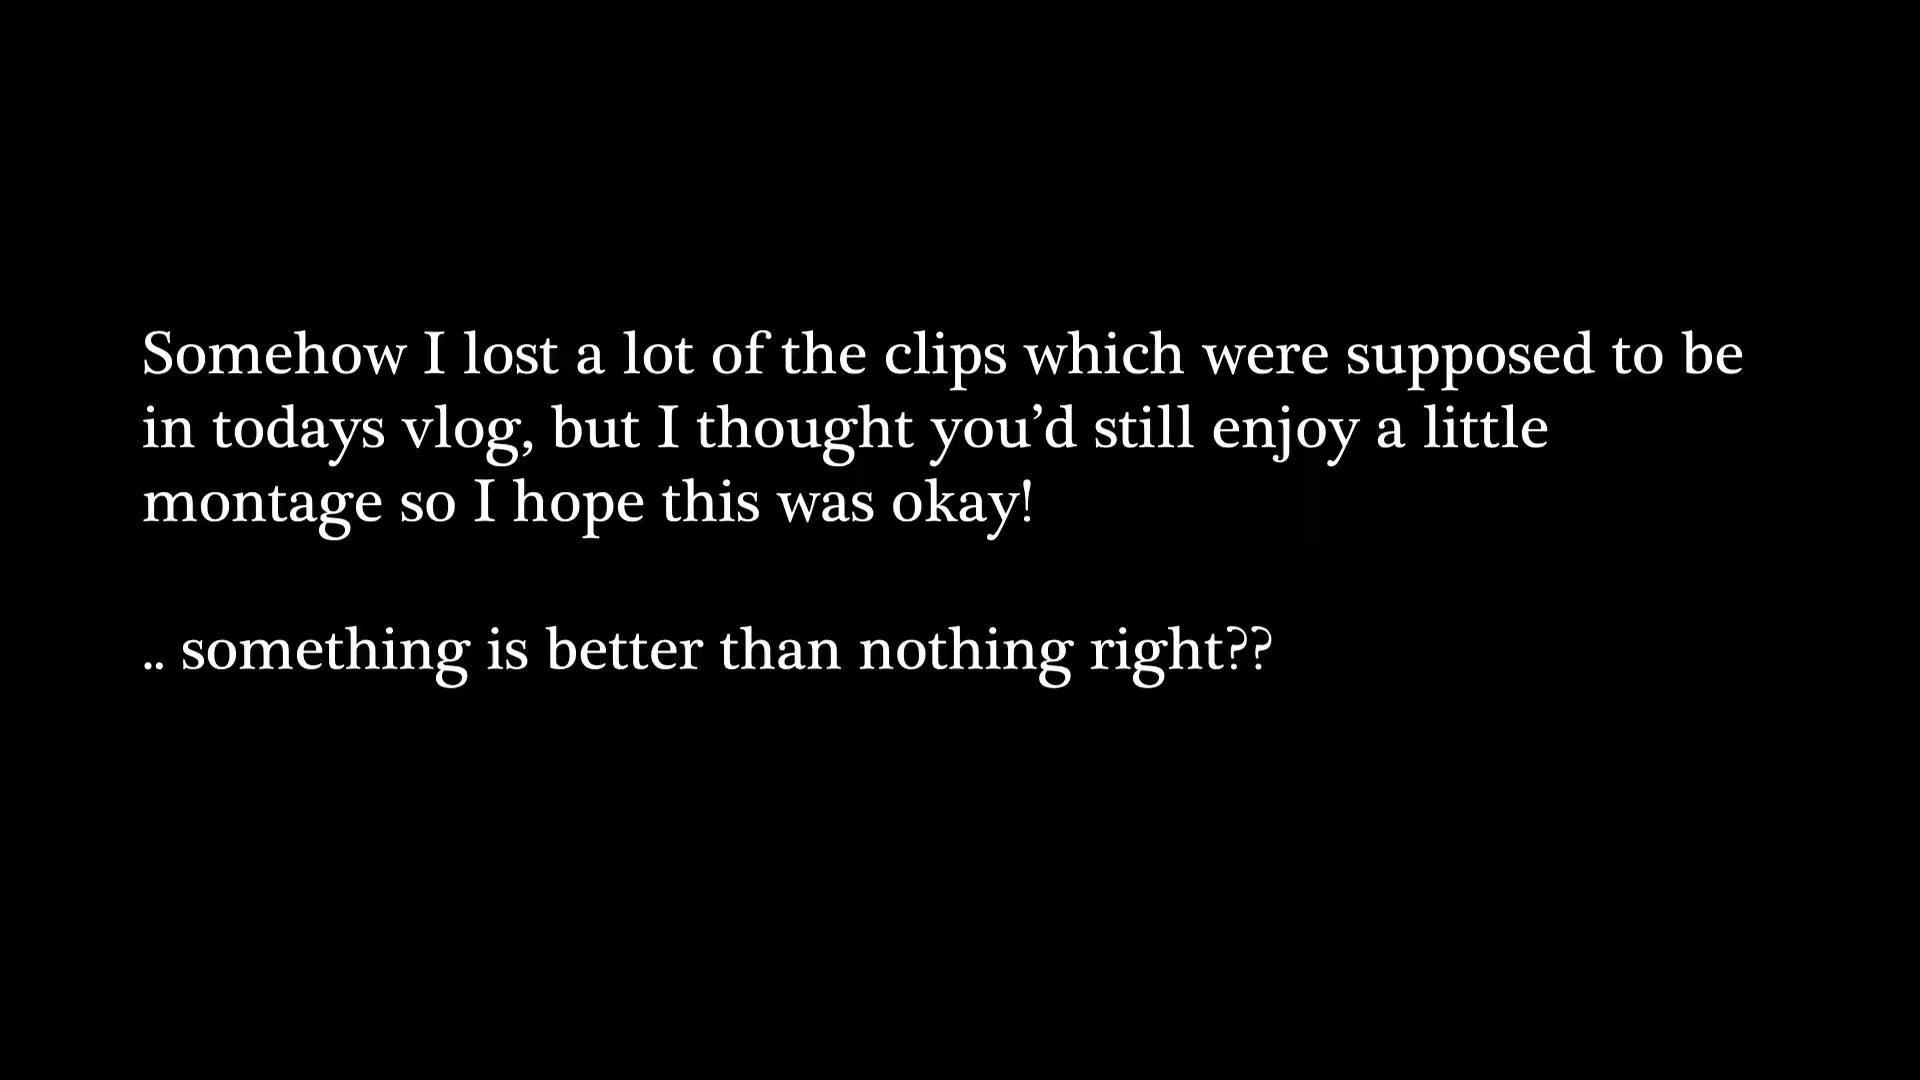 Somehow I lost a lot of the clips which were supposed to be
in todays vlog, but I thought you’d still enjoy a little
montage so I hope this was okay!
.. something is better than nothing right??